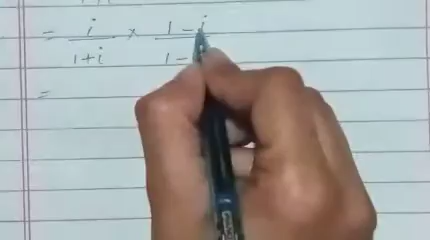 = i/1+i × 1-i/1-
=